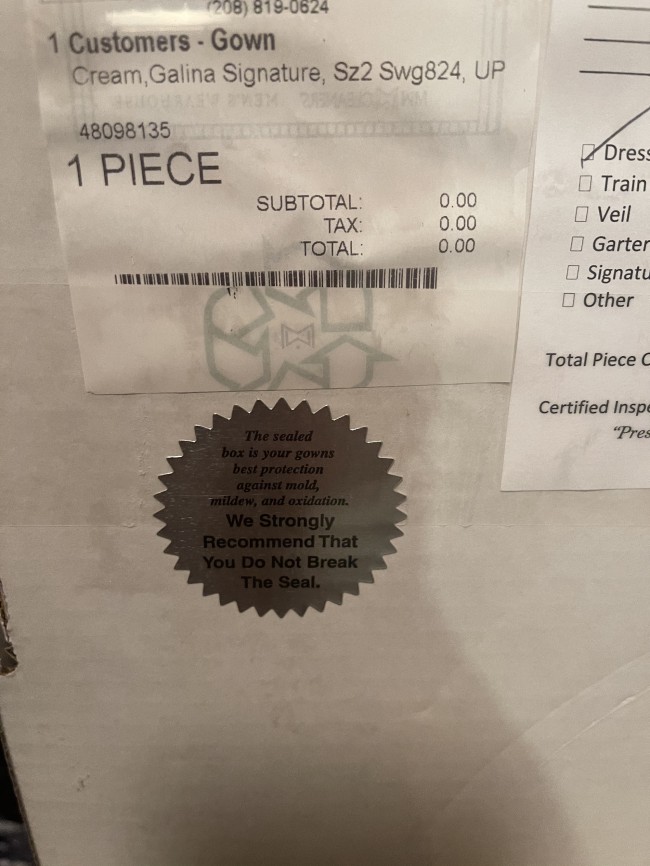 (208) 819-0624
1 Customers - Gown
Cream,Galina Signature, Sz2 Swg824, UP
48098135
1 PIECE
SUBTOTAL: 0.00
TAX: 0.00
TOTAL: 0.00
The sealed
box is your gowns
best protection
against mold,
mildew, and oxidation.
We Strongly
Recommend That
You Do Not Break
The Seal.
Dress
Train
Veil
Garter
Signatu
Other
Total Piece C
Certified Inspe
"Pres